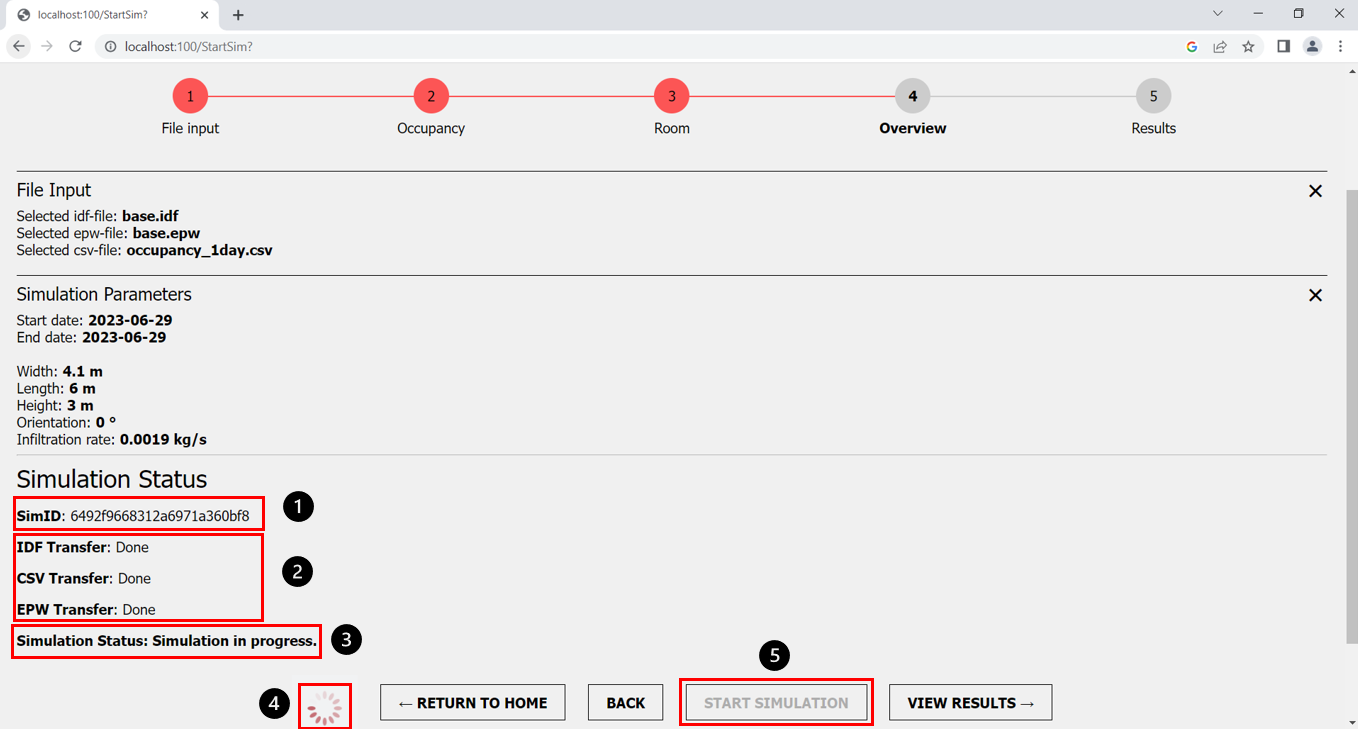 localhost:100/StartSim?
localhost:100/StartSim?
1 2 3 4 5
File input Occupancy Room Overview Results
File Input
Selected idf-file: base.idf
Selected epw-file: base.epw
Selected csv-file: occupancy_1day.csv
Simulation Parameters
Start date: 2023-06-29
End date: 2023-06-29
Width: 4.1 m
Length: 6 m
Height: 3 m
Orientation: 0 °
Infiltration rate: 0.0019 kg/s
Simulation Status
SimID: 6492f9668312a6971a360bf8 1
IDF Transfer: Done
CSV Transfer: Done 2
EPW Transfer: Done
Simulation Status: Simulation in progress. 3
5
4 ← RETURN TO HOME BACK START SIMULATION VIEW RESULTS →